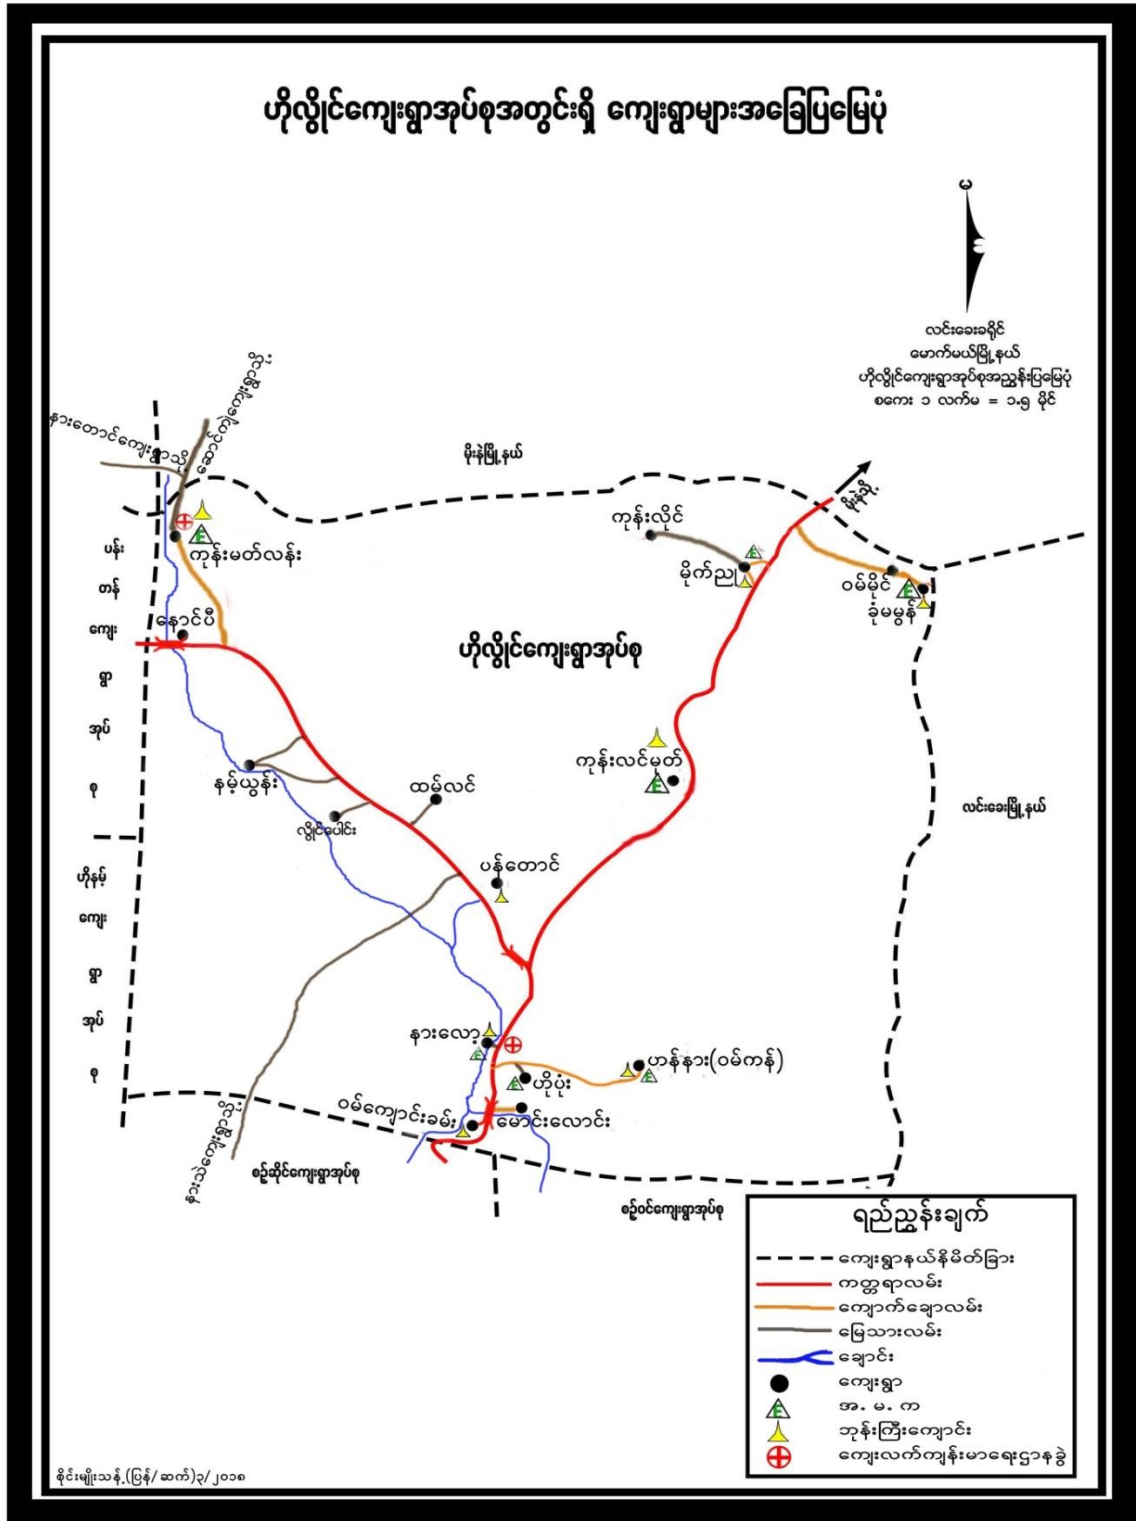 ဟိုလွိုင်ကျေးရွာအုပ်စုအတွင်းရှိ ကျေးရွာများအခြေပြမြေပုံ
မ
လင်းခေးခရိုင်
မောက်မယ်မြို့နယ်
ဟိုလွိုင်ကျေးရွာအုပ်စုအညွှန်းပြမြေပုံ
စကေး ၁ လက်မ = ၁.၅ မိုင်
နားတောင်ကျေးရွာသို့
ဆောင်ကျဲကျေးရွာသို့
မိုးနဲမြို့နယ်
မိုးနဲသို့
ကုန်းလိုင်
ကုန်းမတ်လန်း
မိုက်ညု
ဝမ်မိုင်
ခုံမမွန်
ပန်း
တန်
ကျေး
ရွာ
အုပ်
စု
နောင်ပီ
ဟိုလွိုင်ကျေးရွာအုပ်စု
ကုန်းလင်မှတ်
နမ့်ယွန်း
ထမ်လင်
လွိုင်ပေါင်း
လင်းခေးမြို့နယ်
ပန်တောင်
ဟိုနမ့်
ကျေး
ရွာ
အုပ်
စု
နားလော့
ဟန်နား(ဝမ်ကန်)
ဟိုပုံး
ဝမ်ကျောင်းခမ်း
မောင်းလောင်း
နားသဲကျေးရွာသို့
စဉ်ဆိုင်ကျေးရွာအုပ်စု
စဉ်ဝင်ကျေးရွာအုပ်စု
ရည်ညွှန်းချက်
ကျေးရွာနယ်နိမိတ်ခြား
ကတ္တရာလမ်း
ကျောက်ချောလမ်း
မြေသားလမ်း
ချောင်း
ကျေးရွာ
အ. မ. က
ဘုန်းကြီးကျောင်း
ကျေးလက်ကျန်းမာရေးဌာနခွဲ
စိုင်းမျိုးသန့်(ပြန်/ဆက်)၃/၂၀၁၈